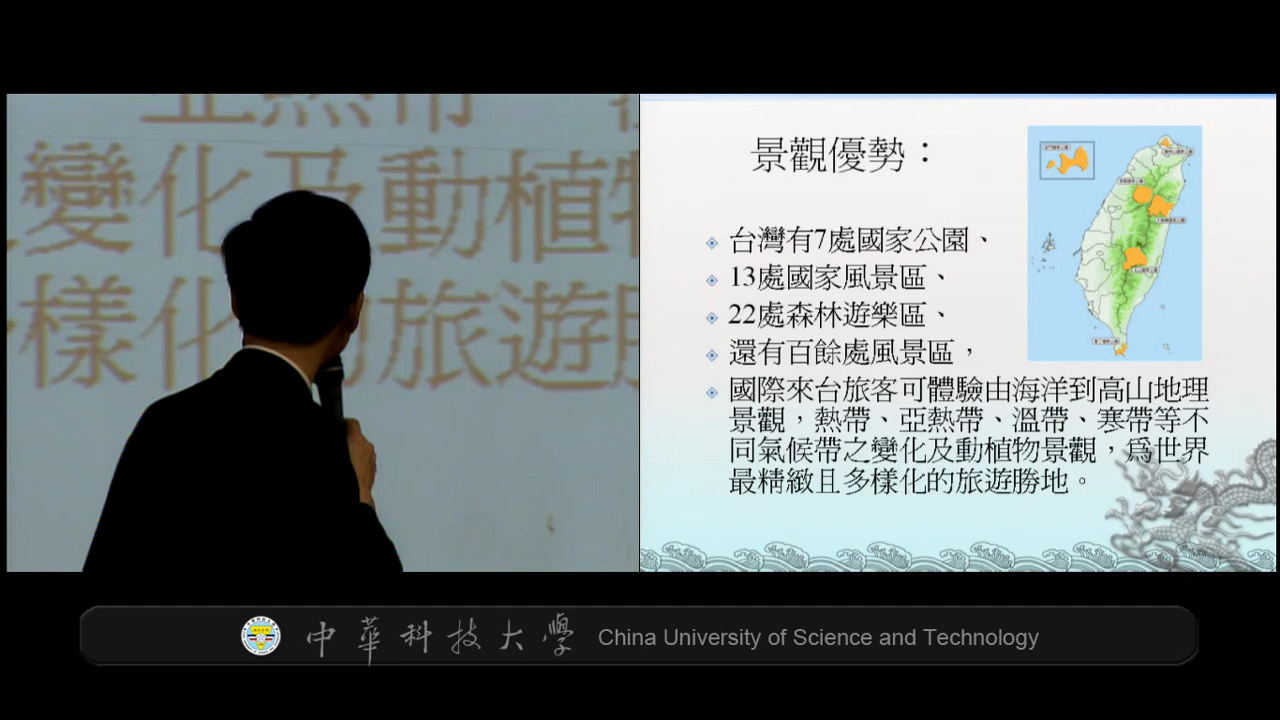 變化及動植
樣化的旅遊
景觀優勢：
台灣有7處國家公園、
13處國家風景區、
22處森林遊樂區、
還有百餘處風景區，
國際來台旅客可體驗由海洋到高山地理
景觀，熱帶、亞熱帶、溫帶、寒帶等不
同氣候帶之變化及動植物景觀，為世界
最精緻且多樣化的旅遊勝地。
中華科技大學 China University of Science and Technology